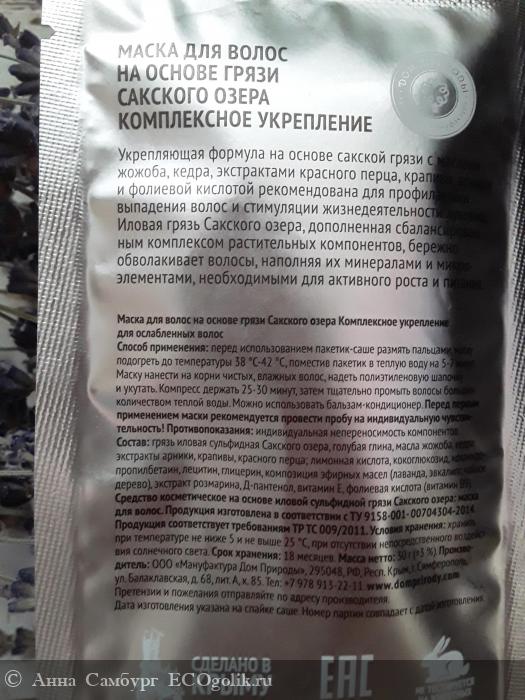 МАСКА ДЛЯ ВОЛОС
НА ОСНОВЕ ГРЯЗИ
САКСКОГО ОЗЕРА
КОМПЛЕКСНОЕ УКРЕПЛЕНИЕ
Укрепляющая формула на основе сакской грязи с
жожоба, кедра, экстрактами красного перца,
и фолиевой кислотой рекомендована для
выпадения волос и стимуляции жизнедеятельности
Иловая грязь Сакского озера, дополненная сбалансирован-
ным комплексом растительных компонентов, бережно
обволакивает волосы, наполняя их минералами и
элементами, необходимыми для активного роста и
Маска для волос на основе грязи Сакского озера Комплексное укрепление
для ослабленных волос
Способ применения: перед использованием пакетик-саше размять пальцами,
подогреть до температуры 38 °С-42 °С, поместив пакетик в теплую воду на 5-7
Маску нанести на корни чистых, влажных волос, надеть полиэтиленовую шапочку
и укутать. Компресс держать 25-30 минут, затем тщательно промыть волосы большим
количеством теплой воды. Можно использовать бальзам-кондиционер. Перед первым
применением маски рекомендуется провести пробу на индивидуальную чувстви-
тельность! Противопоказания: индивидуальная непереносимость компонентов.
Состав: грязь иловая сульфидная Сакского озера, голубая глина, масла жожоба, кедра,
экстракты арники, крапивы, красного перца; лимонная кислота, кокоглюкозид,
пропилбетаин, лецитин, глицерин, композиция эфирных масел (лаванда, эвкалипт, чайное
дерево), экстракт розмарина, Д-пантенол, витамин Е, фолиевая кислота (витамин В9).
Средство косметическое на основе иловой сульфидной грязи Сакского озера: маска
для волос. Продукция изготовлена в соответствии с ТУ 9158-001-00704304-2014.
Продукция соответствует требованиям ТР ТС 009/2011. Условия хранения: хранить
при температуре не ниже 5 и не выше 25 °С, при отсутствии непосредственного воздейст-
вия солнечного света. Срок хранения: 18 месяцев. Масса нетто: 30 г (±3 %). Произво-
дитель: ООО «Мануфактура Дом Природы», 295048, РФ, Респ. Крым, г. Симферополь,
ул. Балаклавская, д. 68, лит. А, к. 85. Тел: +7 978 913-22-11. www.domprirody.com
Претензии и пожелания отправляйте по адресу производителя.
Дата изготовления указана на спайке саше. Номер партии совпадает с датой изготовления.
СДЕЛАНО В
КРЫМУ
ЕАС
© Анна Самбург ECOgolik.ru